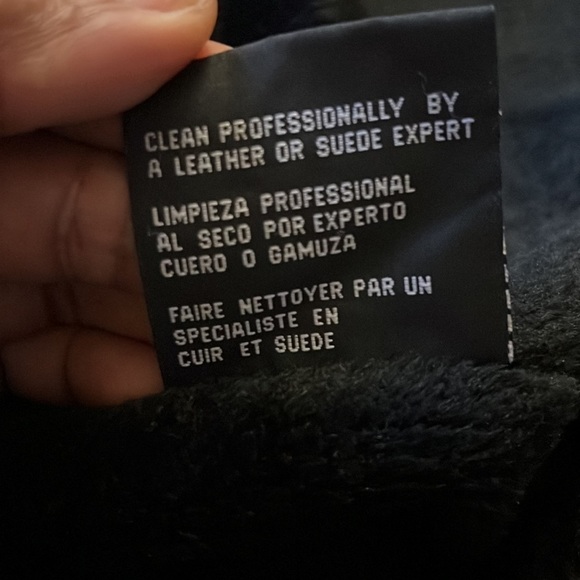 CLEAN PROFESSIONALLY BY
A LEATHER OR SUEDE EXPERT
LIMPIEZA PROFESSIONAL
AL SECO POR EXPERTO
CUERO O GAMUZA
FAIRE NETTOYER PAR UN
SPECIALISTE EN
CUIR ET SUEDE